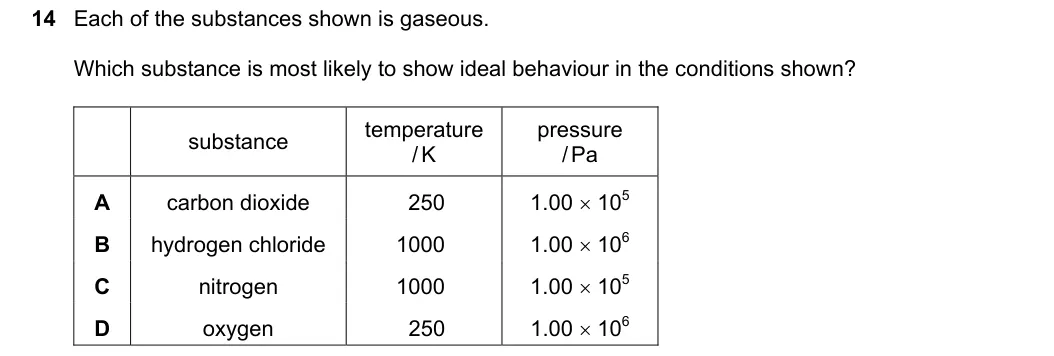 14 Each of the substances shown is gaseous.
Which substance is most likely to show ideal behaviour in the conditions shown?
substance temperature /K pressure /Pa
A carbon dioxide 250 1.00 × 10⁵
B hydrogen chloride 1000 1.00 × 10⁶
C nitrogen 1000 1.00 × 10⁵
D oxygen 250 1.00 × 10⁶